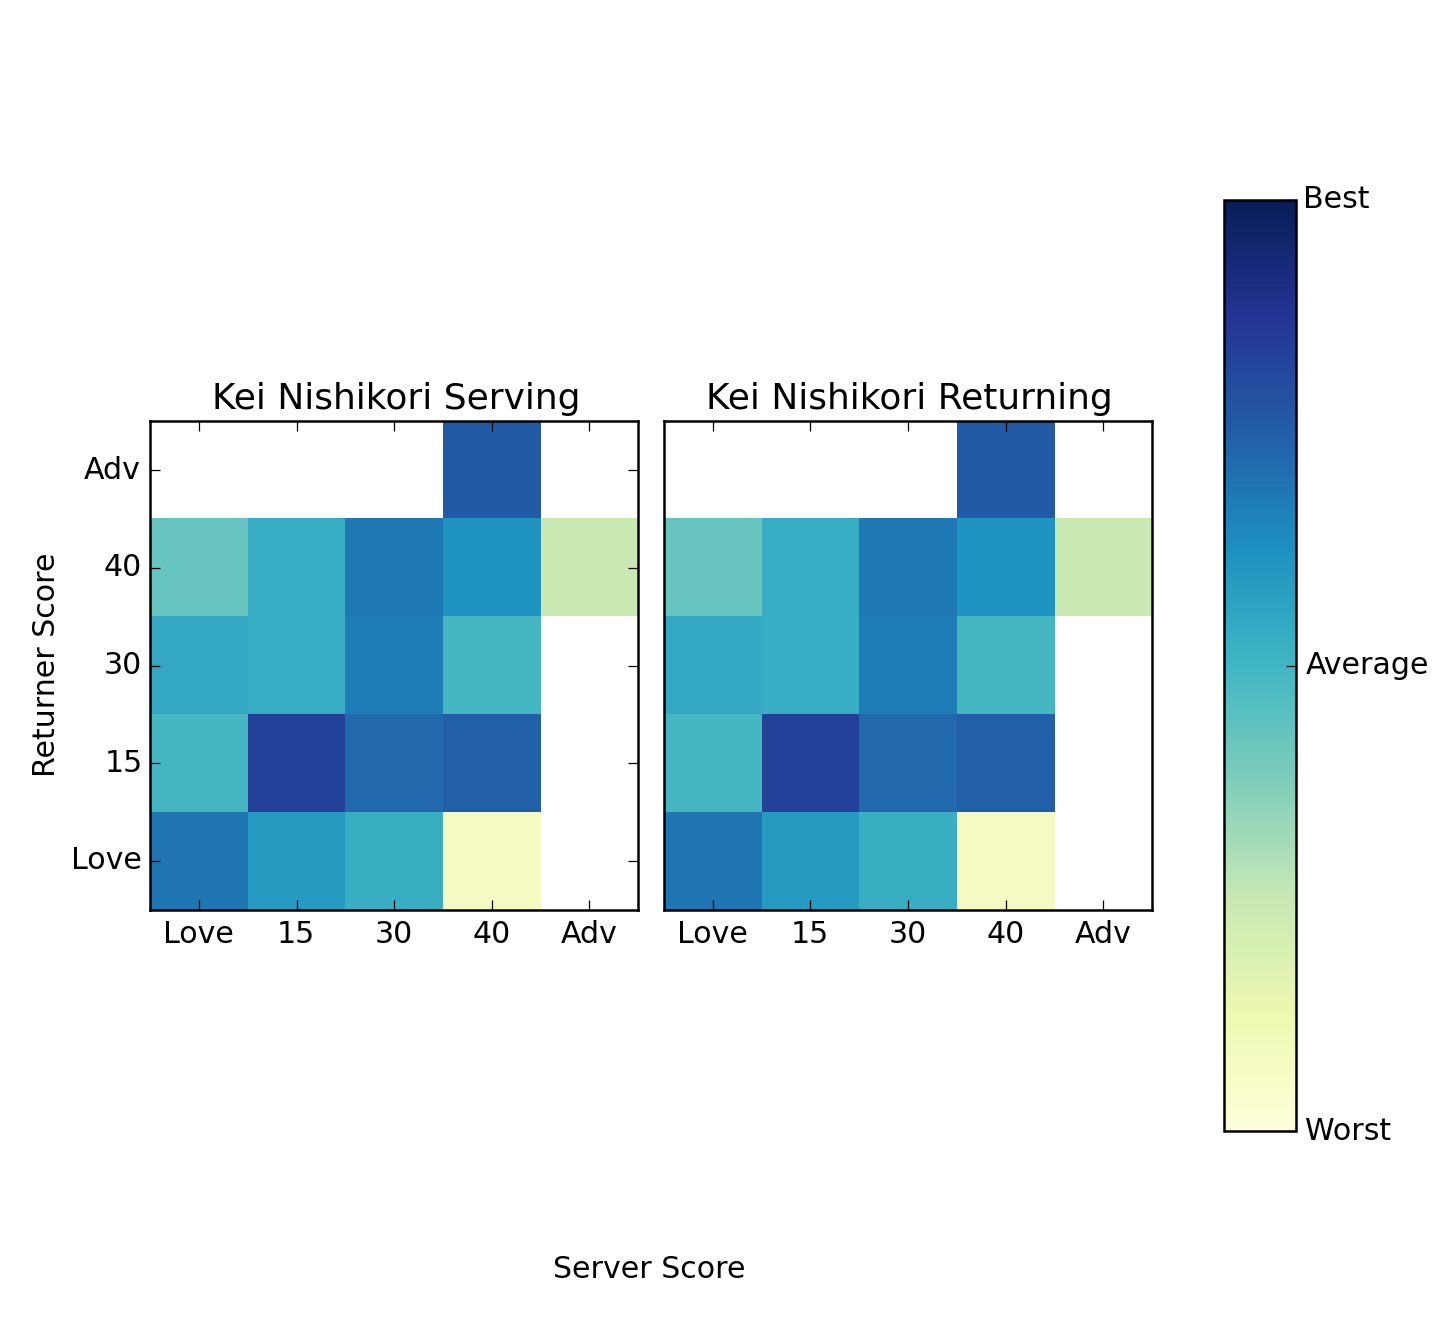 Best
Kei Nishikori Serving
Kei Nishikori Returning
Adv
40
30
15
Love
Returner Score
Average
Love 15 30 40 Adv
Love 15 30 40 Adv
Worst
Server Score